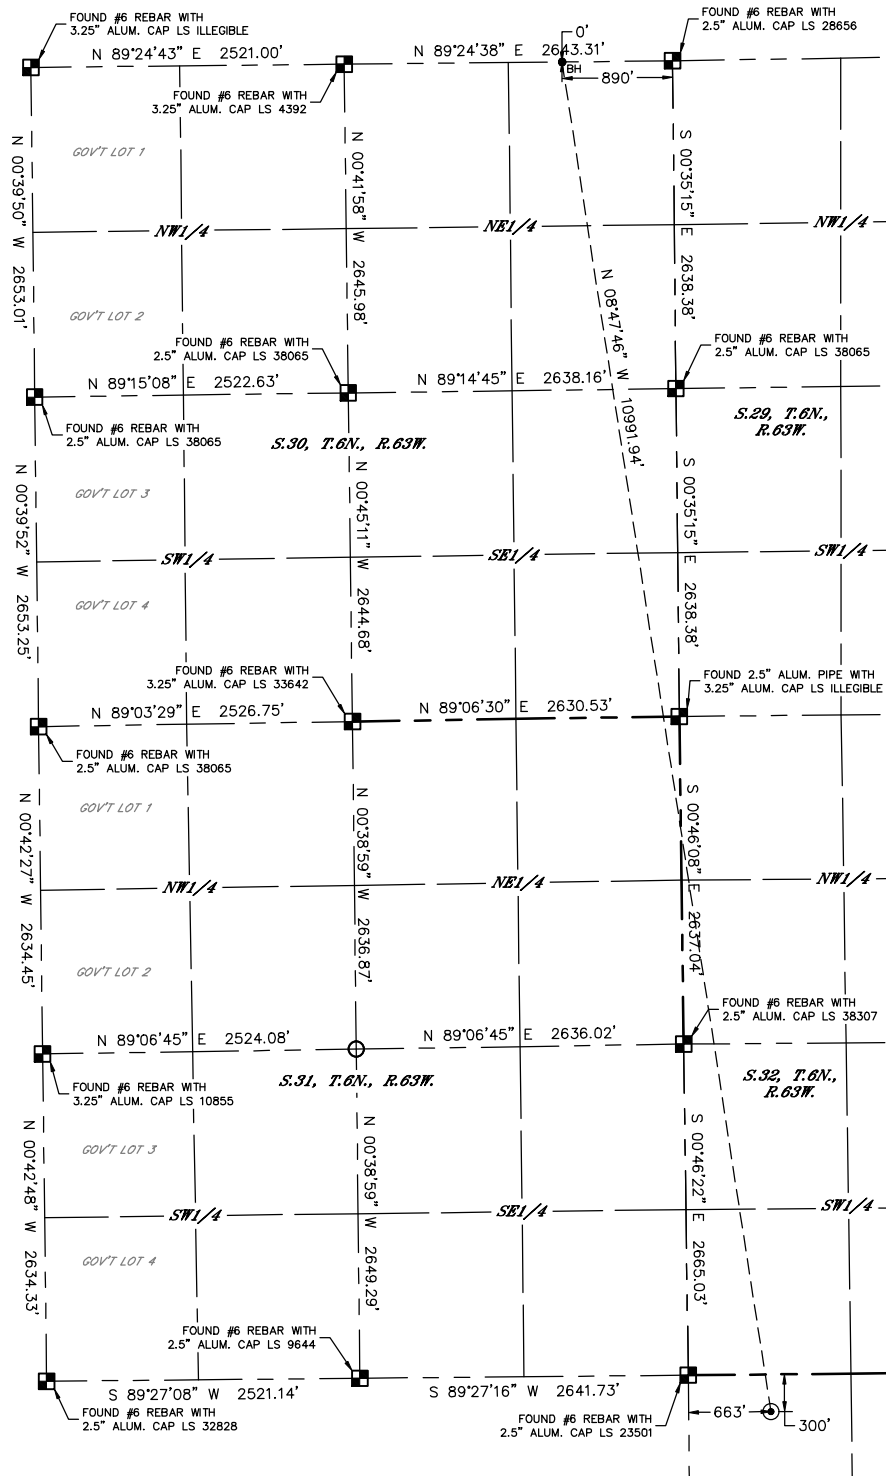 FOUND #6 REBAR WITH
3.25" ALUM. CAP LS ILLEGIBLE
N 89°24'43" E 2521.00'
N 89°24'38" E 2643.31'
0'
FOUND #6 REBAR WITH
2.5" ALUM. CAP LS 28656
BH
890'
FOUND #6 REBAR WITH
3.25" ALUM. CAP LS 4392
GOV'T LOT 1
N 00°39'50" W 2653.01'
N 00°41'58" W 2645.98'
S 00°35'15" E 2638.38'
NW1/4
NE1/4
NW1/4
N 08°47'46" W 10991.94'
GOV'T LOT 2
FOUND #6 REBAR WITH
2.5" ALUM. CAP LS 38065
FOUND #6 REBAR WITH
2.5" ALUM. CAP LS 38065
N 89°15'08" E 2522.63'
N 89°14'45" E 2638.16'
FOUND #6 REBAR WITH
2.5" ALUM. CAP LS 38065
S.30, T.6N., R.63W.
S.29, T.6N.,
R.63W.
GOV'T LOT 3
N 00°39'52" W 2653.25'
N 00°45'11" W 2644.68'
S 00°35'15" E 2638.38'
SW1/4
SE1/4
SW1/4
GOV'T LOT 4
FOUND #6 REBAR WITH
3.25" ALUM. CAP LS 33642
FOUND 2.5" ALUM. PIPE WITH
3.25" ALUM. CAP LS ILLEGIBLE
N 89°03'29" E 2526.75'
N 89°06'30" E 2630.53'
FOUND #6 REBAR WITH
2.5" ALUM. CAP LS 38065
GOV'T LOT 1
N 00°42'27" W 2634.45'
N 00°38'59" W 2636.87'
S 00°46'08" E 2637.04'
NW1/4
NE1/4
NW1/4
GOV'T LOT 2
FOUND #6 REBAR WITH
2.5" ALUM. CAP LS 38307
N 89°06'45" E 2524.08'
N 89°06'45" E 2636.02'
FOUND #6 REBAR WITH
3.25" ALUM. CAP LS 10855
S.31, T.6N., R.63W.
S.32, T.6N.,
R.63W.
GOV'T LOT 3
N 00°42'48" W 2634.33'
N 00°38'59" W 2649.29'
S 00°46'22" E 2665.03'
SW1/4
SE1/4
SW1/4
GOV'T LOT 4
FOUND #6 REBAR WITH
2.5" ALUM. CAP LS 9644
S 89°27'08" W 2521.14'
S 89°27'16" W 2641.73'
FOUND #6 REBAR WITH
2.5" ALUM. CAP LS 32828
FOUND #6 REBAR WITH
2.5" ALUM. CAP LS 23501
663'
300'